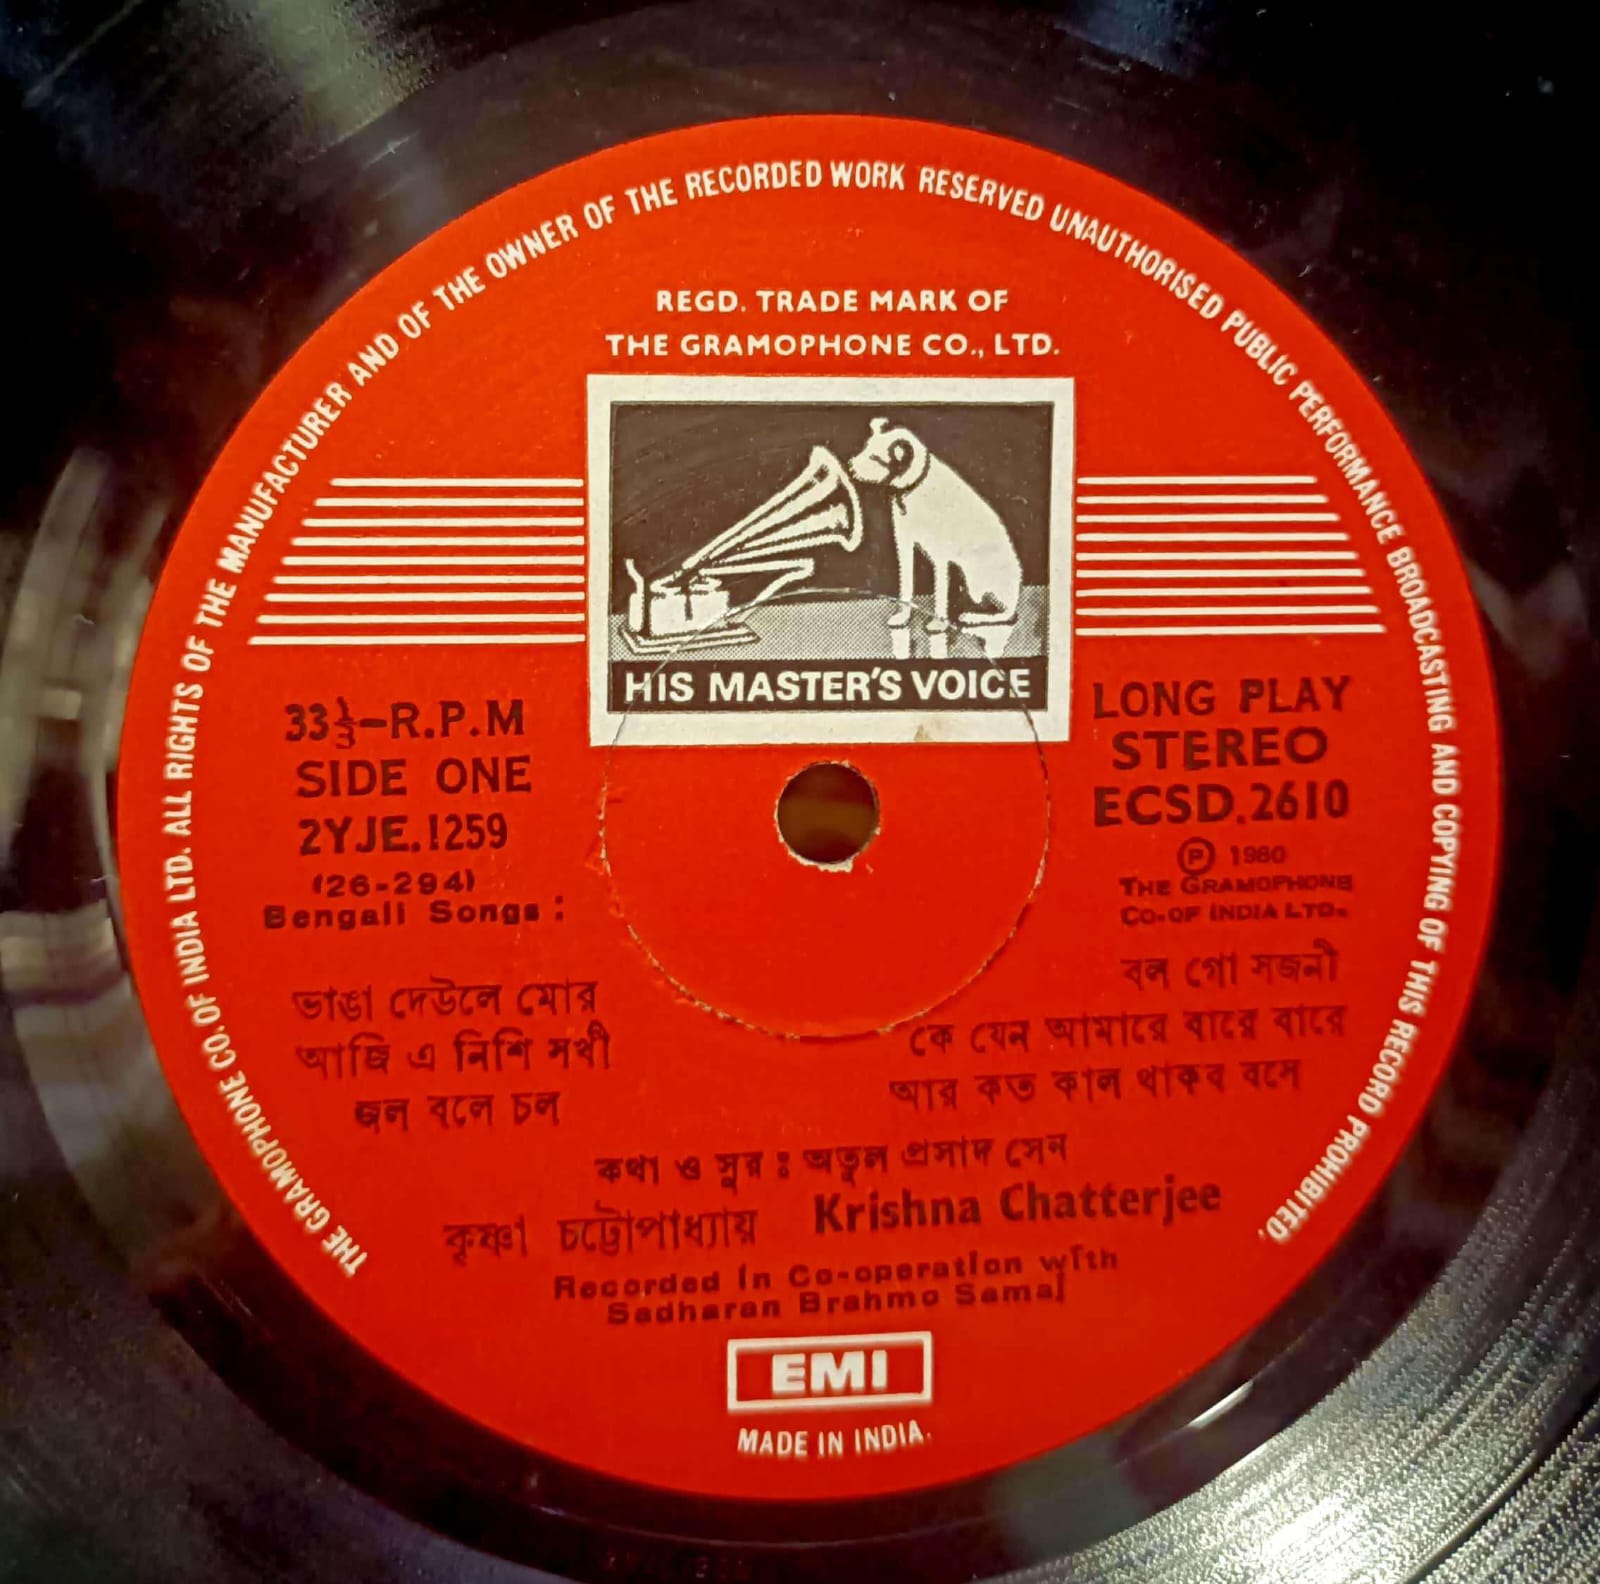 THE GRAMOPHONE CO. OF INDIA LTD. ALL RIGHTS OF THE MANUFACTURER AND OF THE OWNER OF THE RECORDED WORK RESERVED UNAUTHORISED PUBLIC PERFORMANCE BROADCASTING AND COPYING OF THIS RECORD PROHIBITED.
REGD. TRADE MARK OF
THE GRAMOPHONE CO., LTD.
HIS MASTER'S VOICE
33⅓-R.P.M
SIDE ONE
2YJE.1259
(26-294)
Bengali Songs :
LONG PLAY
STEREO
ECSD.2610
℗ 1980
THE GRAMOPHONE
CO. OF INDIA LTD.
ভাঙা দেউলে মোর
আজি এ নিশি সখী
জল বলে চল
বল গো সজনী
কে যেন আমারে বারে বারে
আর কত কাল থাকব বসে
কথা ও সুর : অতুল প্রসাদ সেন
কৃষ্ণা চট্টোপাধ্যায় Krishna Chatterjee
Recorded in Co-operation with
Sadharan Brahmo Samaj
EMI
MADE IN INDIA.